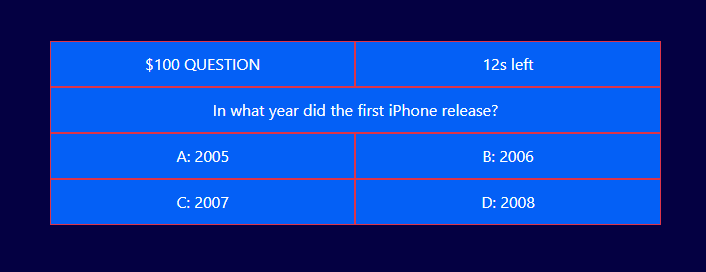 $100 QUESTION
12s left
In what year did the first iPhone release?
A: 2005
B: 2006
C: 2007
D: 2008